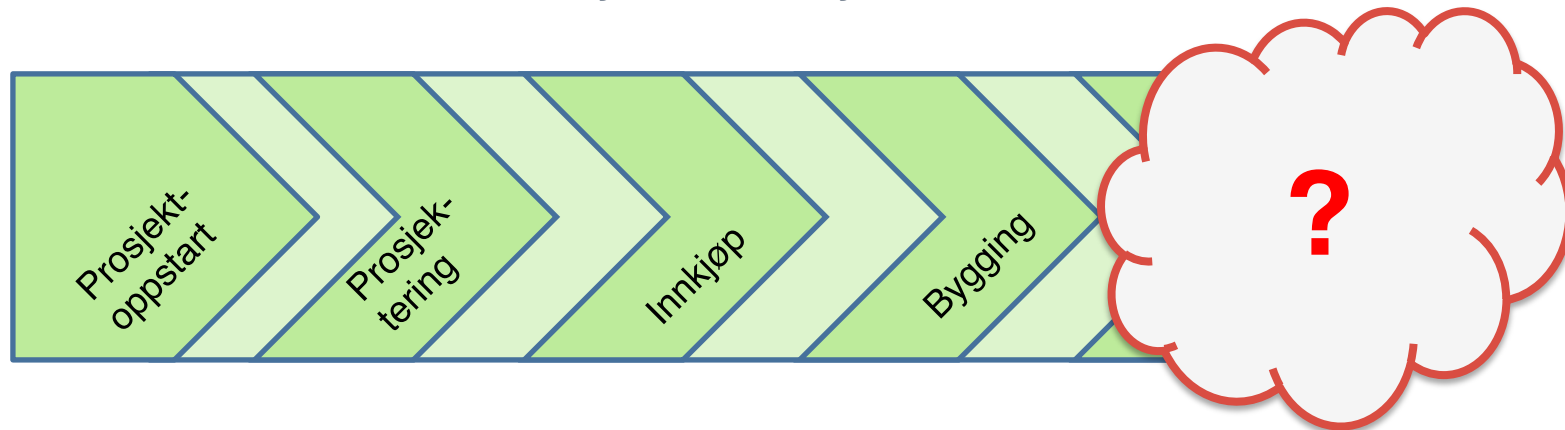 Prosjekt-
oppstart
Prosjek-
tering
Innkjøp
Bygging
?